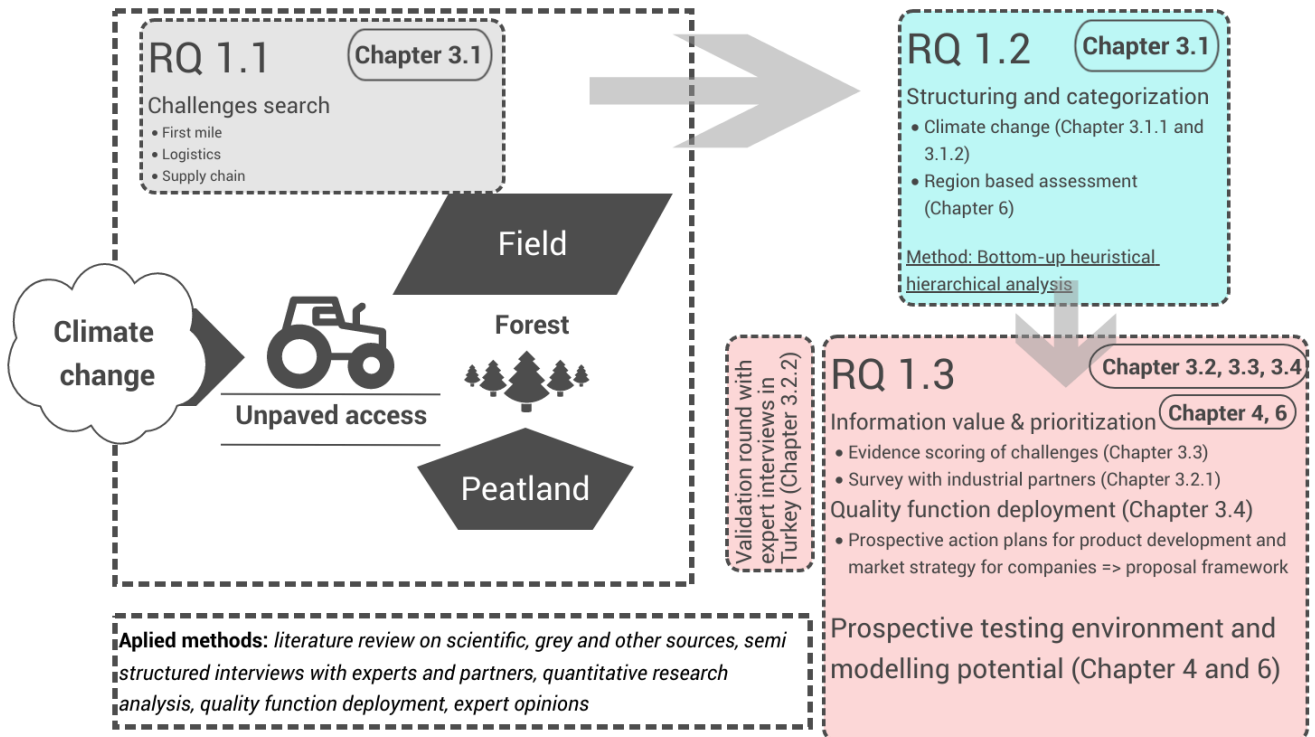 RQ 1.1
Chapter 3.1
Challenges search
• First mile
• Logistics
• Supply chain
Climate
change
Unpaved access
Field
Forest
Peatland
RQ 1.2
Chapter 3.1
Structuring and categorization
• Climate change (Chapter 3.1.1 and
3.1.2)
• Region based assessment
(Chapter 6)
Method: Bottom-up heuristical
hierarchical analysis
Validation round with
expert interviews in
Turkey (Chapter 3.2.2)
RQ 1.3
Chapter 3.2, 3.3, 3.4
Chapter 4, 6
Information value & prioritization
• Evidence scoring of challenges (Chapter 3.3)
• Survey with industrial partners (Chapter 3.2.1)
Quality function deployment (Chapter 3.4)
• Prospective action plans for product development and
market strategy for companies => proposal framework
Prospective testing environment and
modelling potential (Chapter 4 and 6)
Aplied methods: literature review on scientific, grey and other sources, semi
structured interviews with experts and partners, quantitative research
analysis, quality function deployment, expert opinions